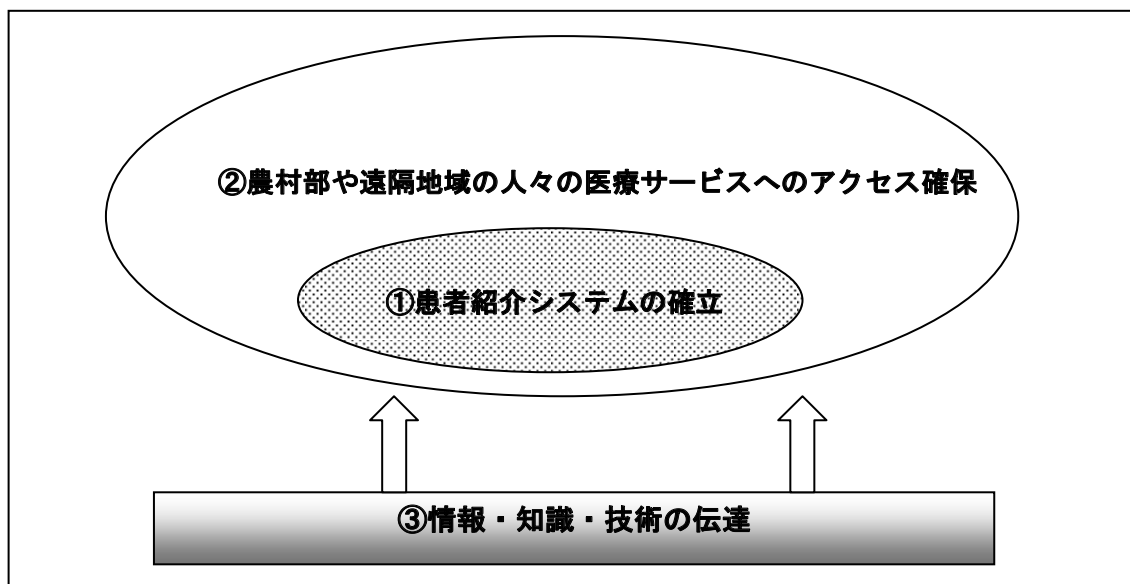 ②農村部や遠隔地域の人々の医療サービスへのアクセス確保
①患者紹介システムの確立
③情報・知識・技術の伝達